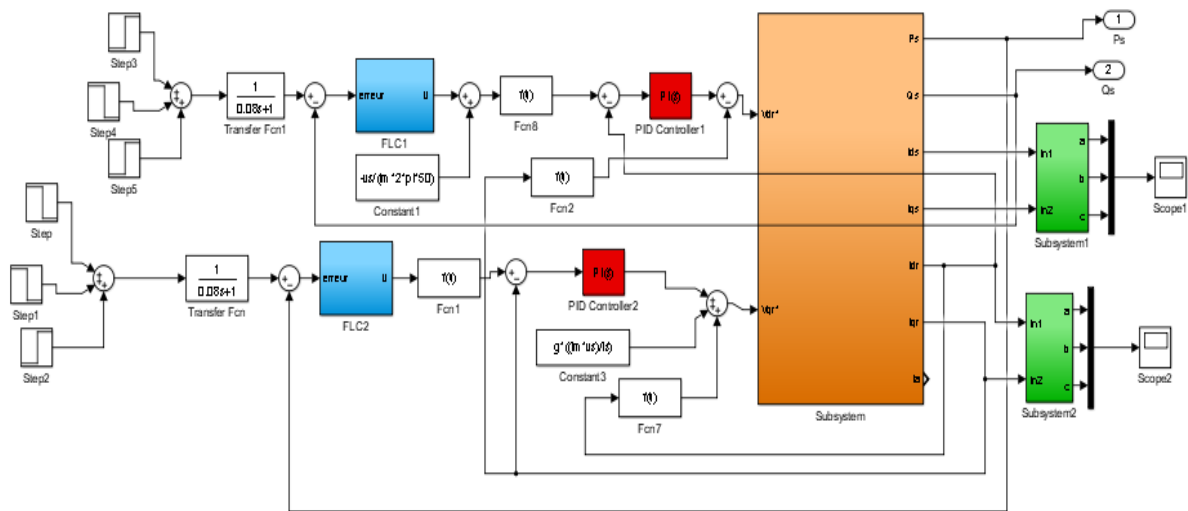 Step3
Step4
Step5
1
0.08s+1
Transfer Fcn1
erreur
U
FLC1
-us/(lm*2*pi*50)
Constant1
f(u)
Fcn8
PI(s)
PID Controller1
f(u)
Fcn2
Vdr*
Vqr*
Ps
Qs
Ids
Iqs
Idr
Iqr
Subsystem
1
Ps
2
Qs
In1
In2
a
b
c
Subsystem1
Scope1
Step
Step1
Step2
1
0.08s+1
Transfer Fcn
erreur
U
FLC2
f(u)
Fcn1
PI(s)
PID Controller2
g*((lm*us)/ls)
Constant3
f(u)
Fcn7
In1
In2
a
b
c
Subsystem2
Scope2